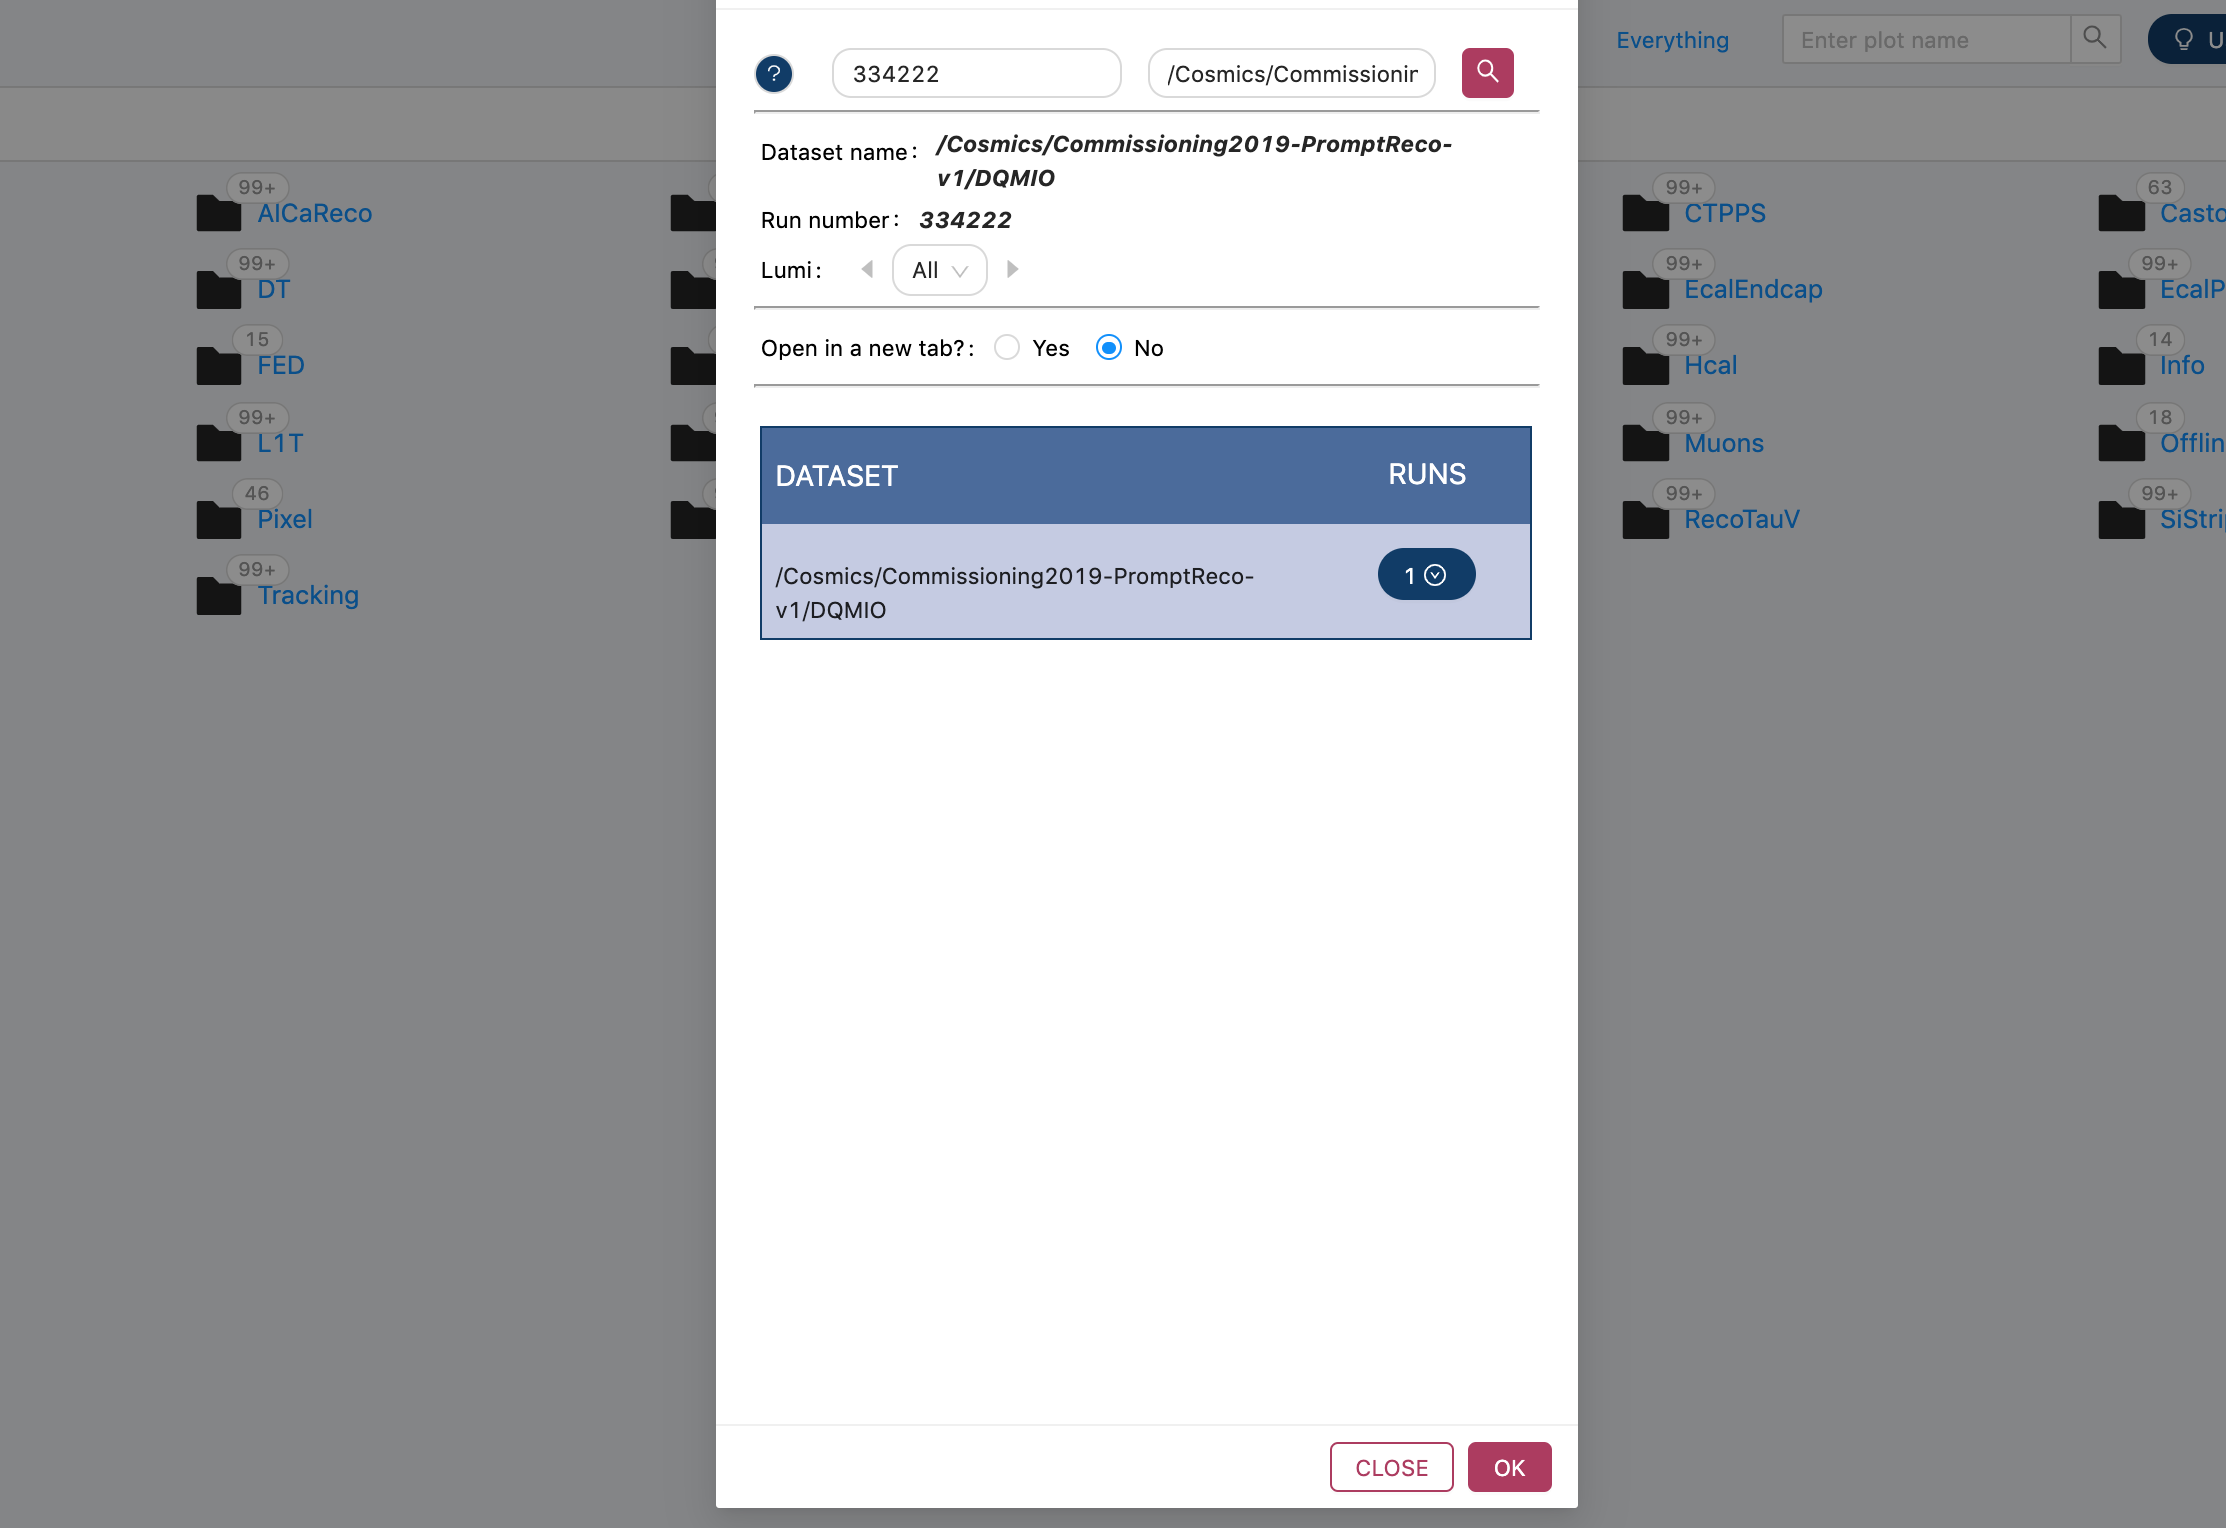 Everything
Enter plot name
U
?
334222
/Cosmics/Commissionin
Dataset name:
/Cosmics/Commissioning2019-PromptReco-
v1/DQMIO
Run number:
334222
Lumi:
All
Open in a new tab?:
Yes
No
DATASET
RUNS
/Cosmics/Commissioning2019-PromptReco-
v1/DQMIO
1
CLOSE
OK
99+
AlCaReco
99+
DT
15
FED
99+
L1T
46
Pixel
99+
Tracking
99+
CTPPS
99+
EcalEndcap
99+
Hcal
99+
Muons
99+
RecoTauV
63
Casto
99+
EcalP
14
Info
18
Offlin
99+
SiStri